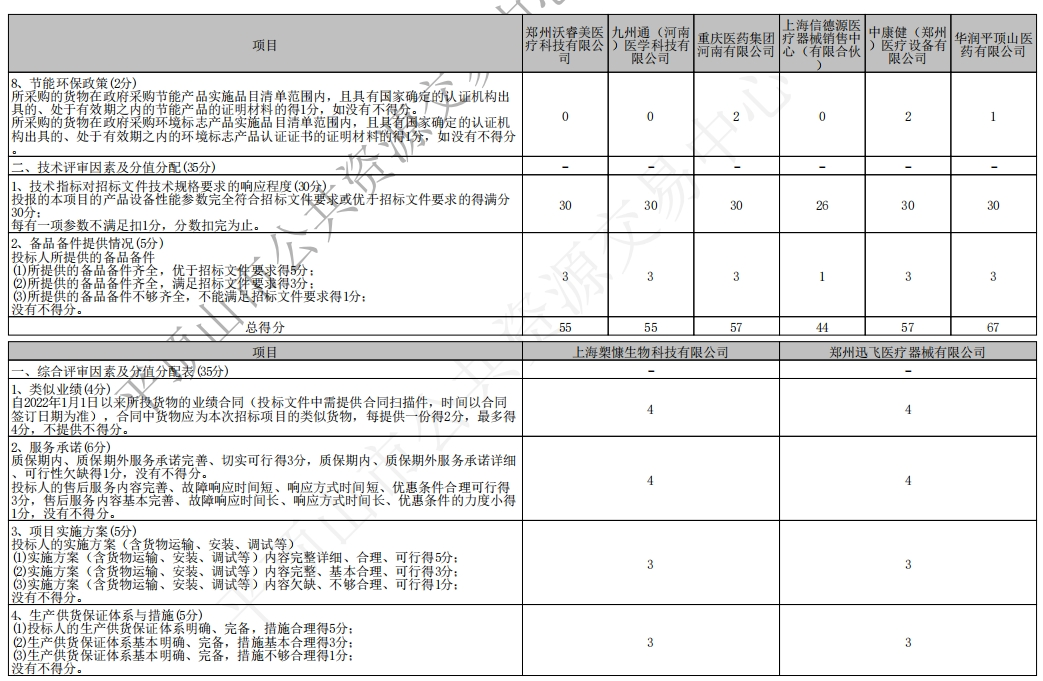 项目
郑州沃睿美医
疗科技有限公
司
九州通（河南
）医学科技有
限公司
重庆医药集团
河南有限公司
上海信德源医
疗器械销售中
心（有限合伙
）
中康健（郑州
）医疗设备有
限公司
华润平顶山医
药有限公司
8、节能环保政策(2分)
所采购的货物在政府采购节能产品实施品目清单范围内，且具有国家确定的认证机构出
具的、处于有效期之内的节能产品的证明材料的得1分，如没有不得分。
所采购的货物在政府采购环境标志产品实施品目清单范围内，且具有国家确定的认证机
构出具的、处于有效期之内的环境标志产品认证证书的证明材料的得1分，如没有不得分
。
0 0 2 0 2 1
二、技术评审因素及分值分配(35分) – – – – – –
1、技术指标对招标文件技术规格要求的响应程度(30分)
投报的本项目的产品设备性能参数完全符合招标文件要求或优于招标文件要求的得满分
30分；
每有一项参数不满足扣1分，分数扣完为止。
30 30 30 26 30 30
2、备品备件提供情况(5分)
投标人所提供的备品备件
(1)所提供的备品备件齐全，优于招标文件要求得5分；
(2)所提供的备品备件齐全，满足招标文件要求得3分；
(3)所提供的备品备件不够齐全，不能满足招标文件要求得1分；
没有不得分。
3 3 3 1 3 3
总得分 55 55 57 44 57 67
项目 上海槊慷生物科技有限公司 郑州迅飞医疗器械有限公司
一、综合评审因素及分值分配表(35分) – –
1、类似业绩(4分)
自2022年1月1日以来所投货物的业绩合同（投标文件中需提供合同扫描件，时间以合同
签订日期为准），合同中货物应为本次招标项目的类似货物，每提供一份得2分，最多得
4分，不提供不得分。
4 4
2、服务承诺(6分)
质保期内、质保期外服务承诺完善、切实可行得3分，质保期内、质保期外服务承诺详细
、可行性欠缺得1分，没有不得分。
投标人的售后服务内容完善、故障响应时间短、响应方式时间短、优惠条件合理可行得
3分，售后服务内容基本完善、故障响应时间长、响应方式时间长、优惠条件的力度小得
1分，没有不得分。
4 4
3、项目实施方案(5分)
投标人的实施方案（含货物运输、安装、调试等）
(1)实施方案（含货物运输、安装、调试等）内容完整详细、合理、可行得5分；
(2)实施方案（含货物运输、安装、调试等）内容完整、基本合理、可行得3分；
(3)实施方案（含货物运输、安装、调试等）内容欠缺、不够合理、可行得1分；
没有不得分。
3 3
4、生产供货保证体系与措施(5分)
(1)投标人的生产供货保证体系明确、完备，措施合理得5分；
(2)生产供货保证体系基本明确、完备，措施基本合理得3分；
(3)生产供货保证体系基本明确、完备，措施不够合理得1分；
没有不得分。
3 3
平顶山市公共资源交易中心
平顶山市公共资源交易中心